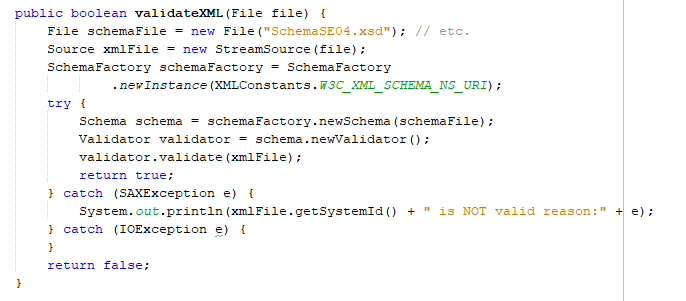 public boolean validateXML(File file) {
    File schemaFile = new File("SchemaSE04.xsd"); // etc.
    Source xmlFile = new StreamSource(file);
    SchemaFactory schemaFactory = SchemaFactory
            .newInstance(XMLConstants.W3C_XML_SCHEMA_NS_URI);
    try {
        Schema schema = schemaFactory.newSchema(schemaFile);
        Validator validator = schema.newValidator();
        validator.validate(xmlFile);
        return true;
    } catch (SAXException e) {
        System.out.println(xmlFile.getSystemId() + " is NOT valid reason:" + e);
    } catch (IOException e) {
    }
    return false;
}